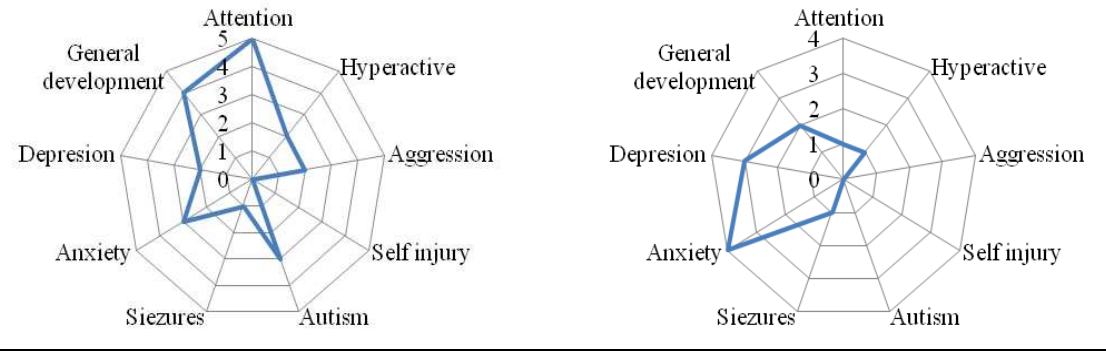 Attention
5
4
3
2
1
0
Hyperactive
Aggression
Self injury
Autism
Siezures
Anxiety
Depresion
General
development
Attention
4
3
2
1
0
Hyperactive
Aggression
Self injury
Autism
Siezures
Anxiety
Depresion
General
development